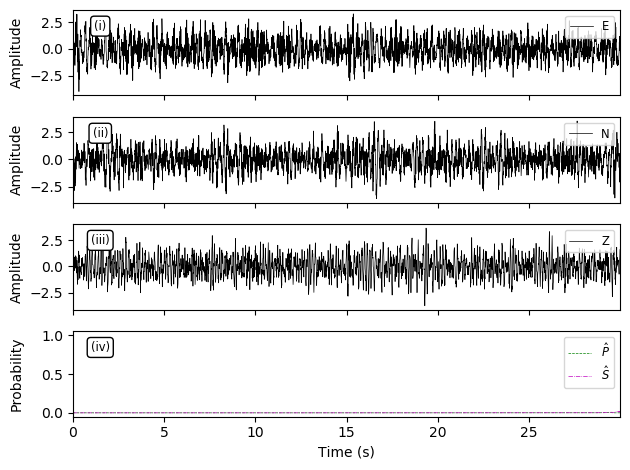 (i)
E
Amplitude
2.5
0.0
−2.5
(ii)
N
Amplitude
2.5
0.0
−2.5
(iii)
Z
Amplitude
2.5
0.0
−2.5
(iv)
P̂
Ŝ
Probability
1.0
0.5
0.0
0 5 10 15 20 25
Time (s)